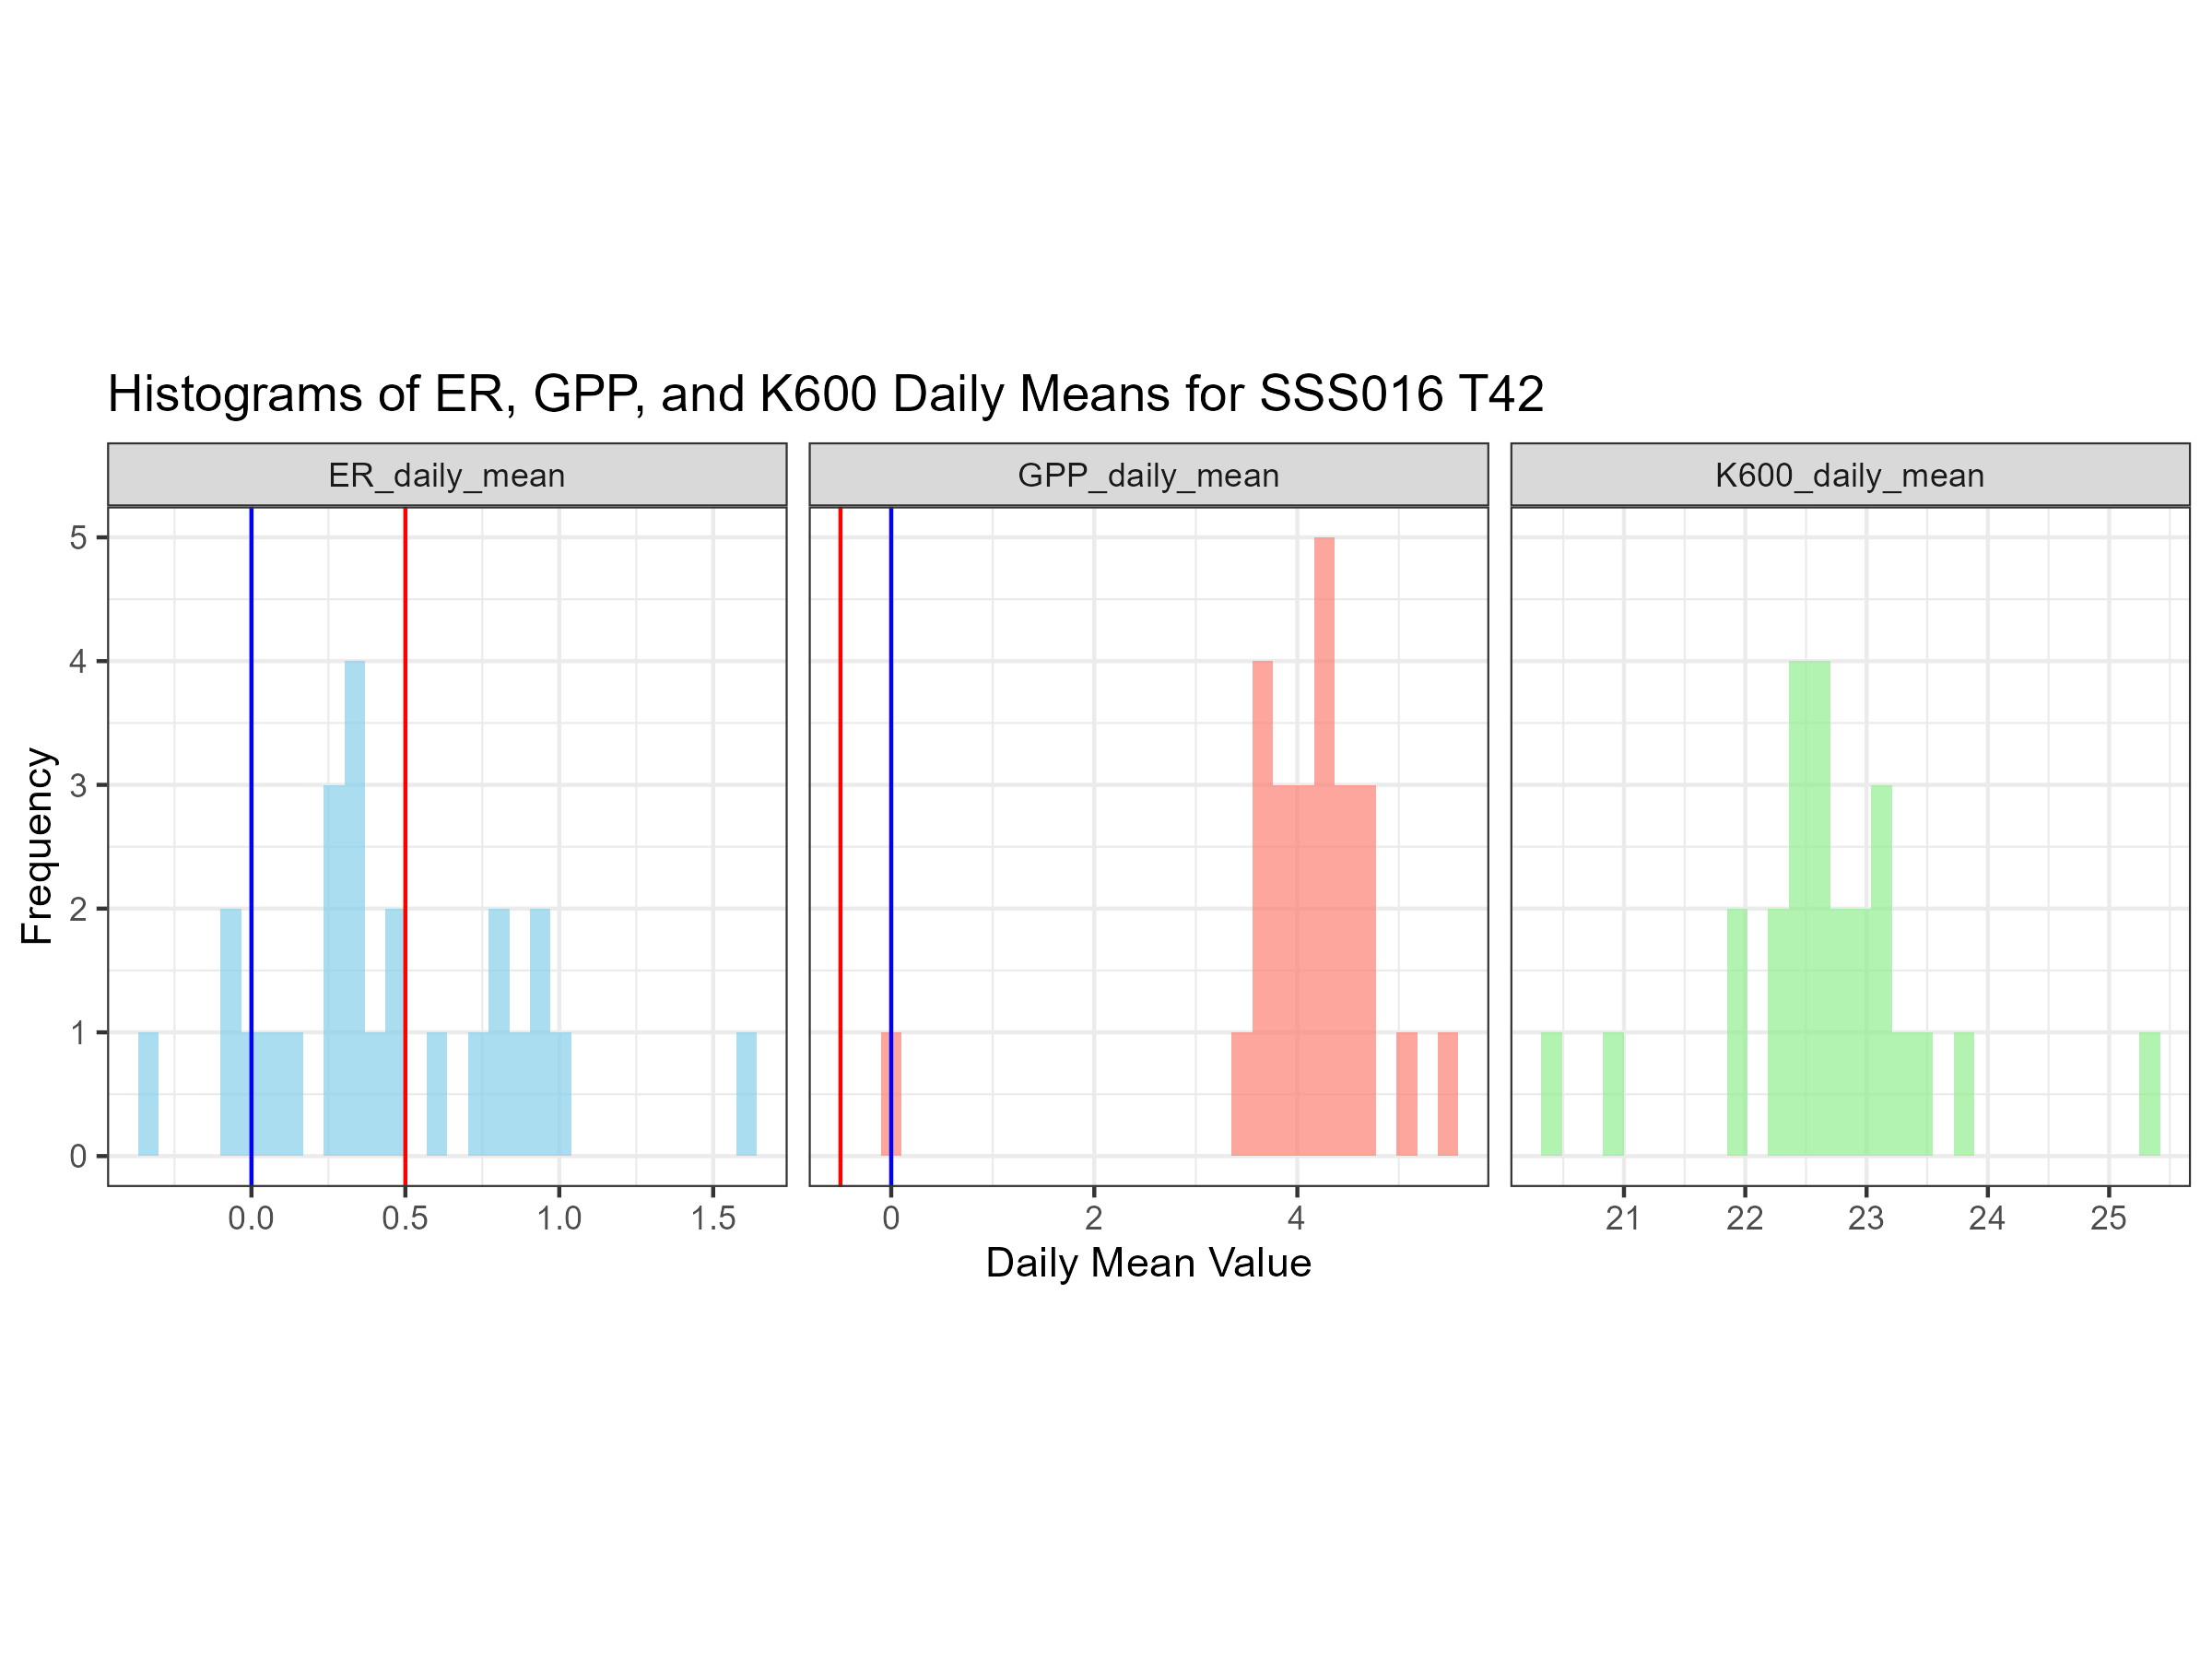 Histograms of ER, GPP, and K600 Daily Means for SSS016 T42
ER_daily_mean
GPP_daily_mean
K600_daily_mean
Frequency
5
4
3
2
1
0
0.0 0.5 1.0 1.5
0 2 4
21 22 23 24 25
Daily Mean Value